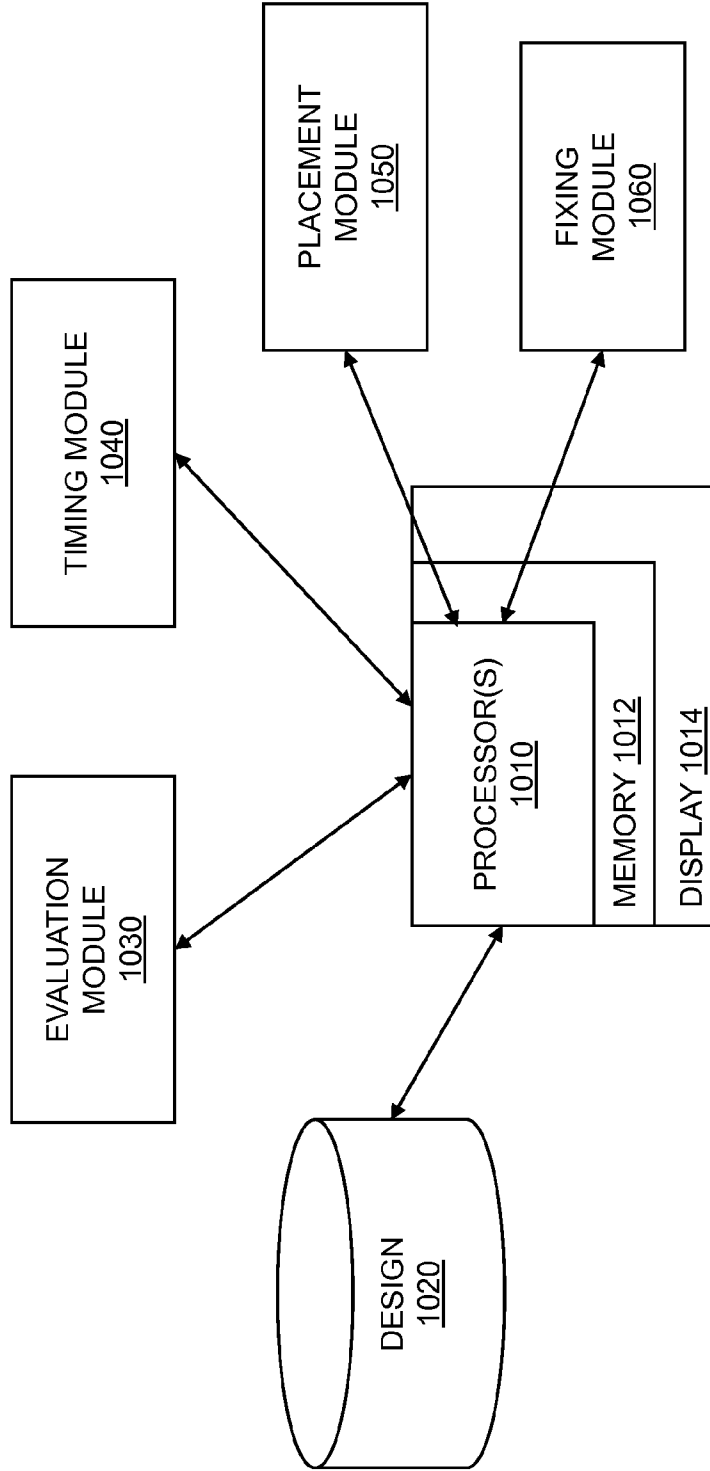 EVALUATION
MODULE
1030
TIMING MODULE
1040
DESIGN
1020
PROCESSOR(S)
1010
MEMORY 1012
DISPLAY 1014
PLACEMENT
MODULE
1050
FIXING
MODULE
1060